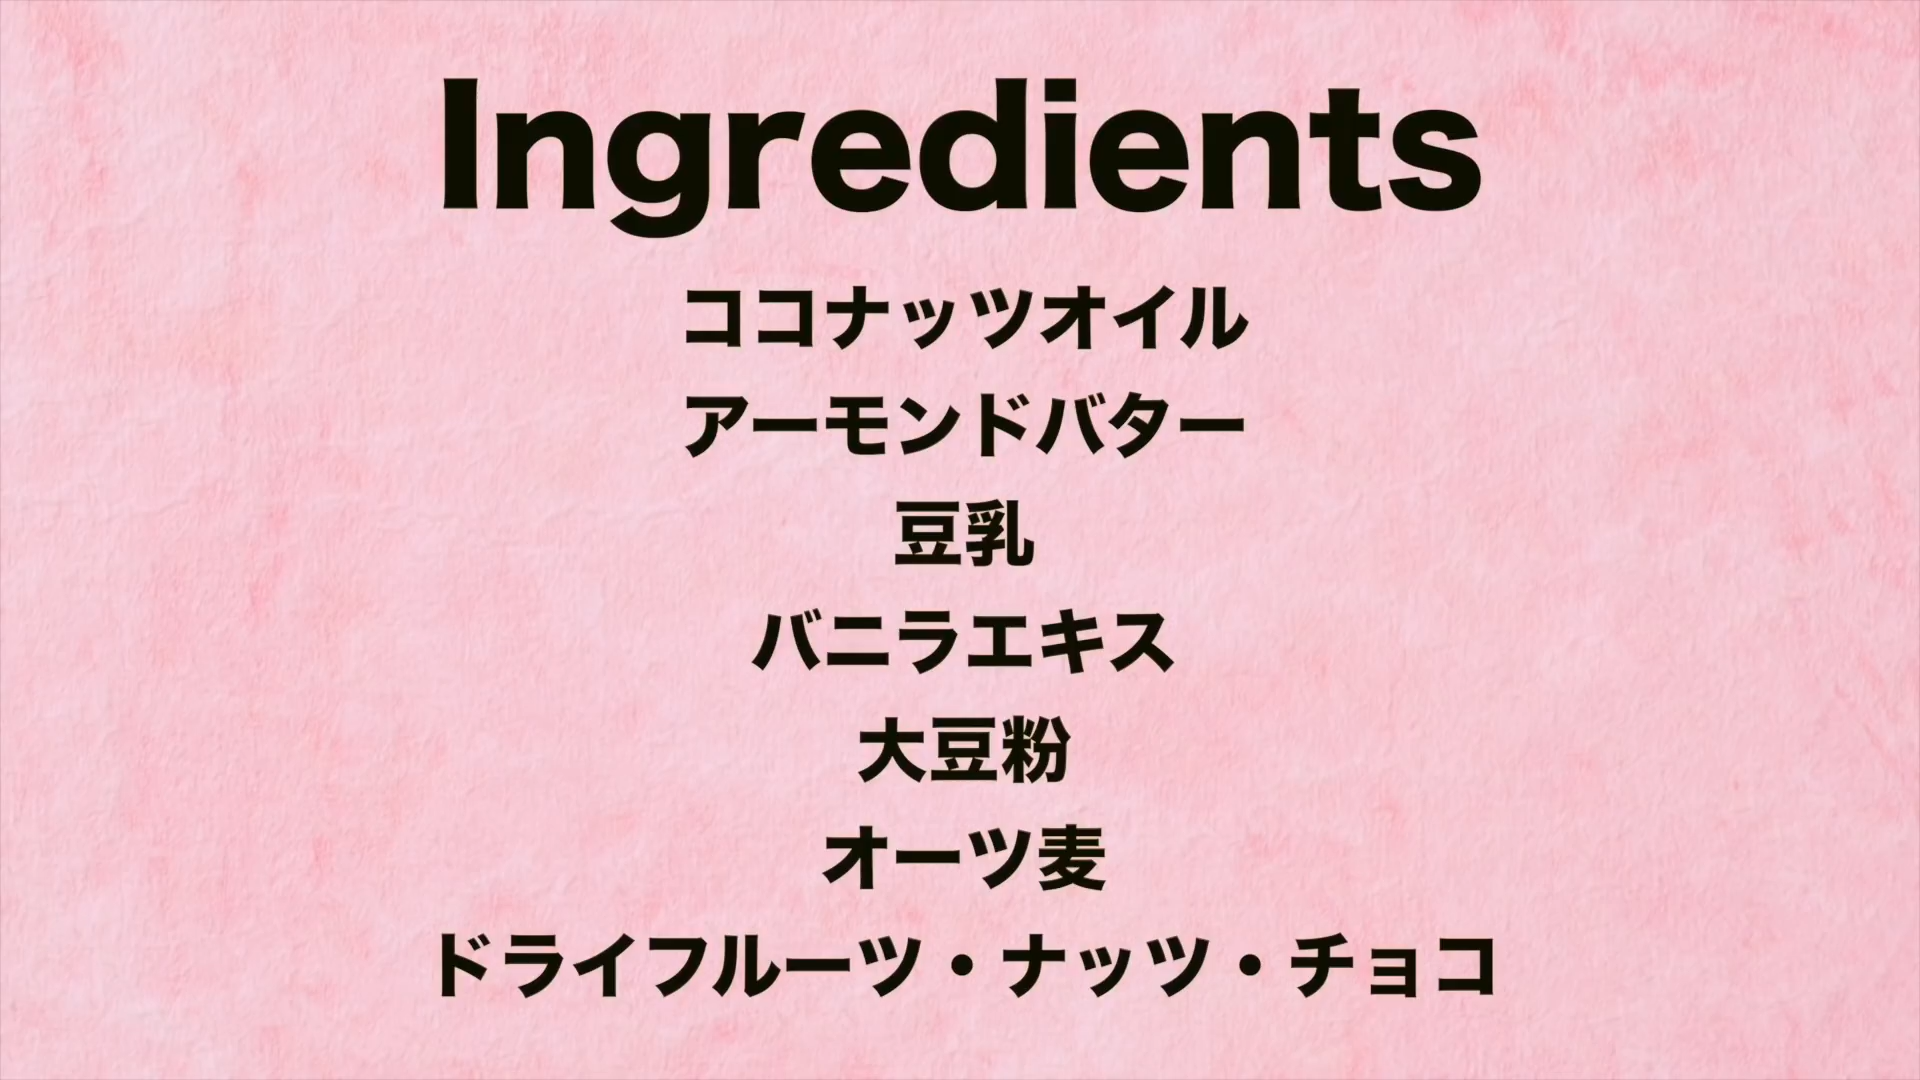 Ingredients
ココナッツオイル
アーモンドバター
豆乳
バニラエキス
大豆粉
オーツ麦
ドライフルーツ・ナッツ・チョコ